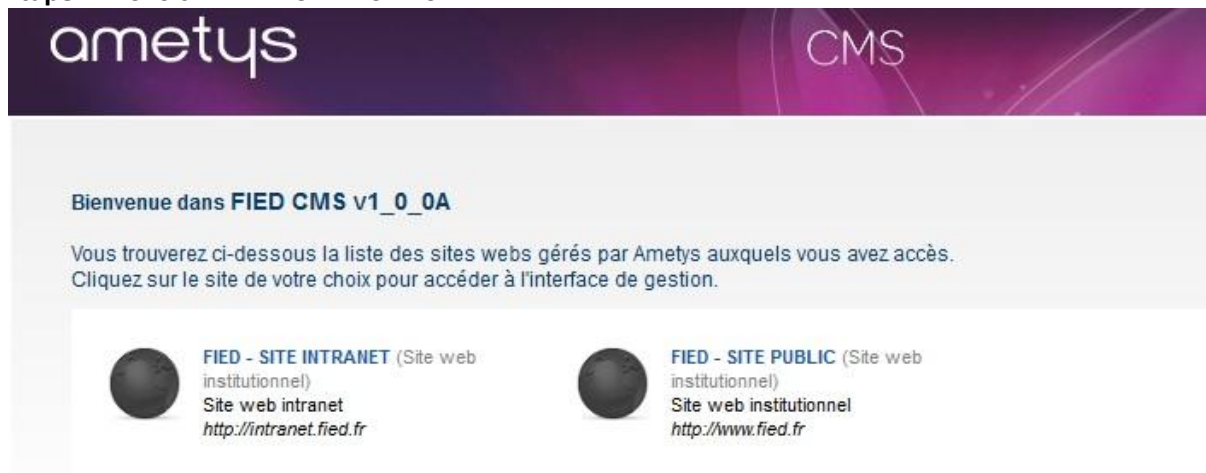 ametys
CMS
Bienvenue dans FIED CMS v1_0_0A
Vous trouverez ci-dessous la liste des sites webs gérés par Ametys auxquels vous avez accès.
Cliquez sur le site de votre choix pour accéder à l'interface de gestion.
FIED - SITE INTRANET (Site web
institutionnel)
Site web intranet
http://intranet.fied.fr
FIED - SITE PUBLIC (Site web
institutionnel)
Site web institutionnel
http://www.fied.fr